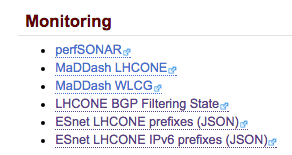 Monitoring
perfSONAR
MaDDash LHCONE
MaDDash WLCG
LHCONE BGP Filtering State
ESnet LHCONE prefixes (JSON)
ESnet LHCONE IPv6 prefixes (JSON)